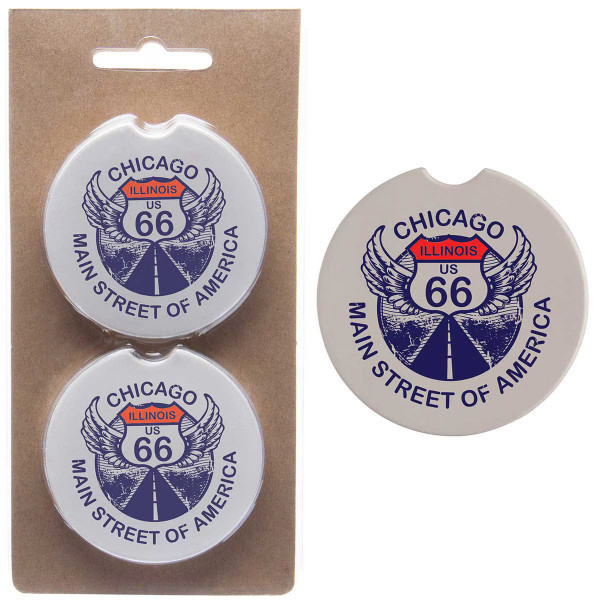 CHICAGO
ILLINOIS
US
66
MAIN STREET OF AMERICA
CHICAGO
ILLINOIS
US
66
MAIN STREET OF AMERICA
CHICAGO
ILLINOIS
US
66
MAIN STREET OF AMERICA